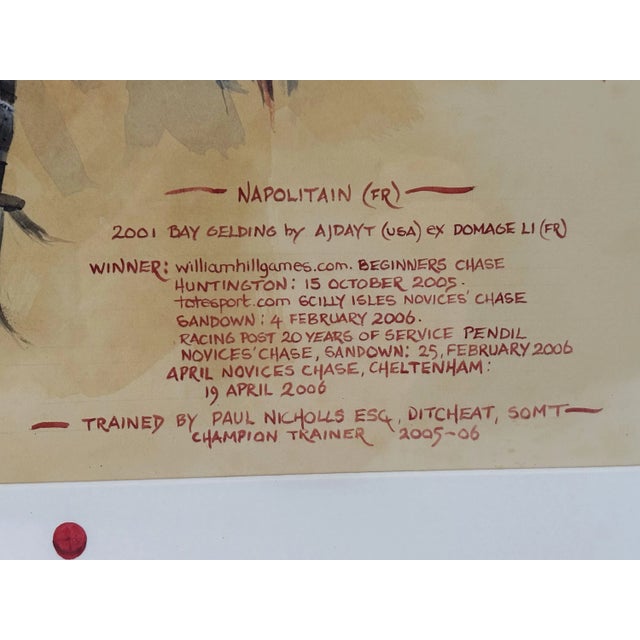 — NAPOLITAIN (FR) —
2001 BAY GELDING by AJDAYT (USA) ex DOMAGE LI (FR)
WINNER: williamhillgames.com. BEGINNERS CHASE
HUNTINGTON: 15 OCTOBER 2005.
totesport.com SCILLY ISLES NOVICES' CHASE
SANDOWN: 4 FEBRUARY 2006.
RACING POST 20 YEARS OF SERVICE PENDIL
NOVICES' CHASE, SANDOWN: 25, FEBRUARY 2006
APRIL NOVICES CHASE, CHELTENHAM:
19 APRIL 2006
— TRAINED BY PAUL NICHOLLS ESQ, DITCHEAT, SOMT —
CHAMPION TRAINER 2005-06